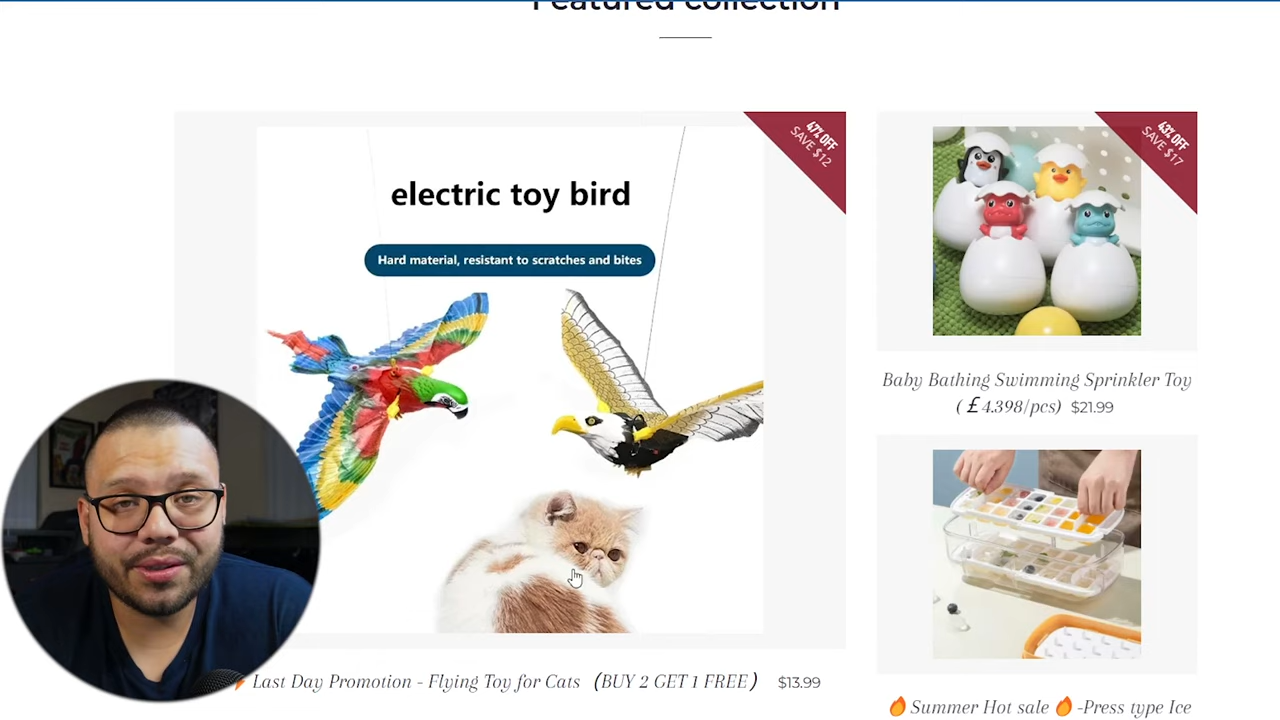 Featured collection
47% OFF
SAVE $12
electric toy bird
Hard material, resistant to scratches and bites
Last Day Promotion - Flying Toy for Cats (BUY 2 GET 1 FREE) $13.99
43% OFF
SAVE $17
Baby Bathing Swimming Sprinkler Toy
(￡4.398/pcs) $21.99
🔥Summer Hot sale🔥-Press type Ice